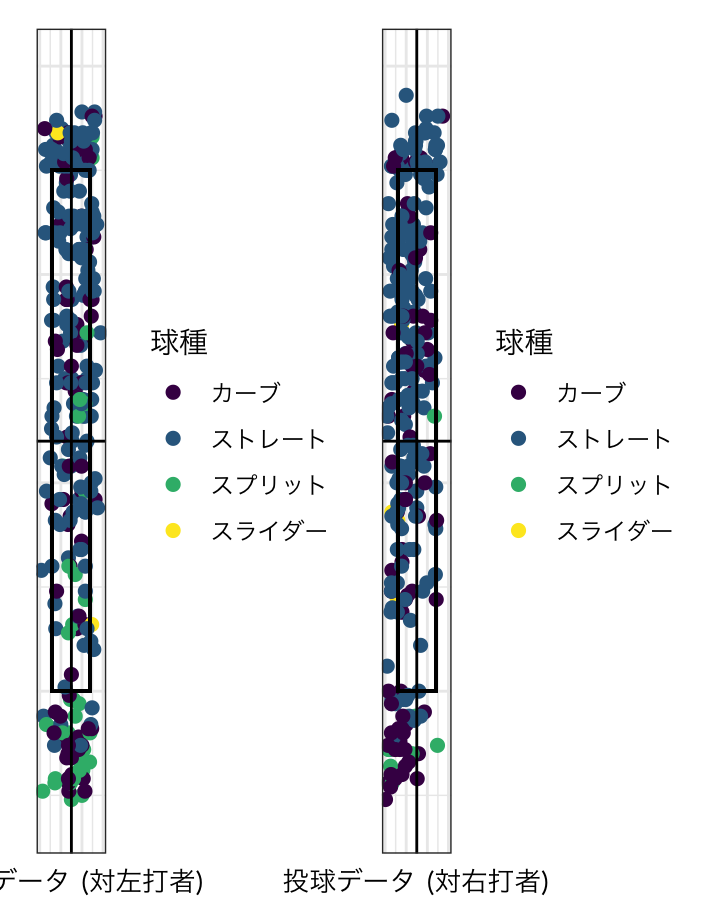 球種
カーブ
ストレート
スプリット
スライダー
データ (対左打者)
球種
カーブ
ストレート
スプリット
スライダー
投球データ (対右打者)